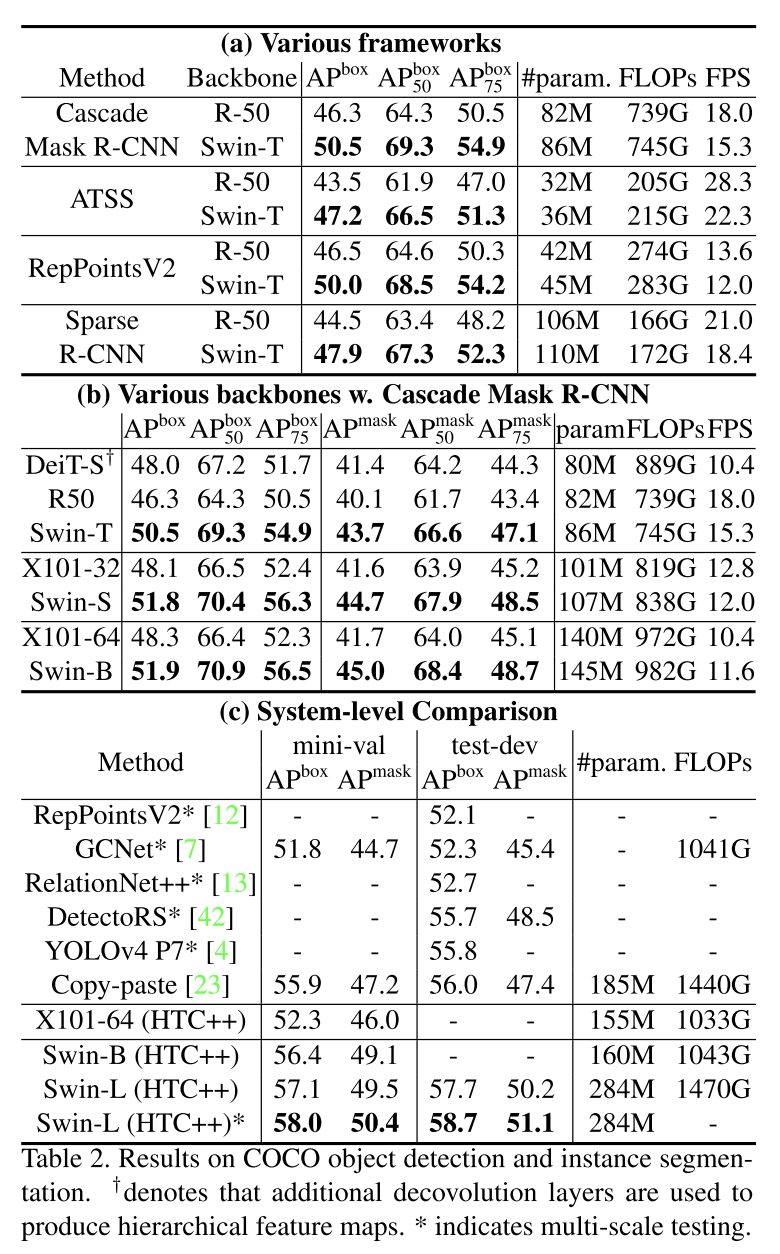 (a) Various frameworks
Method Backbone AP^box AP^box_50 AP^box_75 #param. FLOPs FPS
Cascade R-50 46.3 64.3 50.5 82M 739G 18.0
Mask R-CNN Swin-T 50.5 69.3 54.9 86M 745G 15.3
ATSS R-50 43.5 61.9 47.0 32M 205G 28.3
Swin-T 47.2 66.5 51.3 36M 215G 22.3
RepPointsV2 R-50 46.5 64.6 50.3 42M 274G 13.6
Swin-T 50.0 68.5 54.2 45M 283G 12.0
Sparse R-50 44.5 63.4 48.2 106M 166G 21.0
R-CNN Swin-T 47.9 67.3 52.3 110M 172G 18.4
(b) Various backbones w. Cascade Mask R-CNN
AP^box AP^box_50 AP^box_75 AP^mask AP^mask_50 AP^mask_75 param FLOPs FPS
DeiT-S† 48.0 67.2 51.7 41.4 64.2 44.3 80M 889G 10.4
R50 46.3 64.3 50.5 40.1 61.7 43.4 82M 739G 18.0
Swin-T 50.5 69.3 54.9 43.7 66.6 47.1 86M 745G 15.3
X101-32 48.1 66.5 52.4 41.6 63.9 45.2 101M 819G 12.8
Swin-S 51.8 70.4 56.3 44.7 67.9 48.5 107M 838G 12.0
X101-64 48.3 66.4 52.3 41.7 64.0 45.1 140M 972G 10.4
Swin-B 51.9 70.9 56.5 45.0 68.4 48.7 145M 982G 11.6
(c) System-level Comparison
Method mini-val test-dev #param. FLOPs
AP^box AP^mask AP^box AP^mask
RepPointsV2* [12] - - 52.1 - - -
GCNet* [7] 51.8 44.7 52.3 45.4 - 1041G
RelationNet++* [13] - - 52.7 - - -
DetectoRS* [42] - - 55.7 48.5 - -
YOLOv4 P7* [4] - - 55.8 - - -
Copy-paste [23] 55.9 47.2 56.0 47.4 185M 1440G
X101-64 (HTC++) 52.3 46.0 - - 155M 1033G
Swin-B (HTC++) 56.4 49.1 - - 160M 1043G
Swin-L (HTC++) 57.1 49.5 57.7 50.2 284M 1470G
Swin-L (HTC++)* 58.0 50.4 58.7 51.1 284M -
Table 2. Results on COCO object detection and instance segmen-
tation. †denotes that additional decovolution layers are used to
produce hierarchical feature maps. * indicates multi-scale testing.